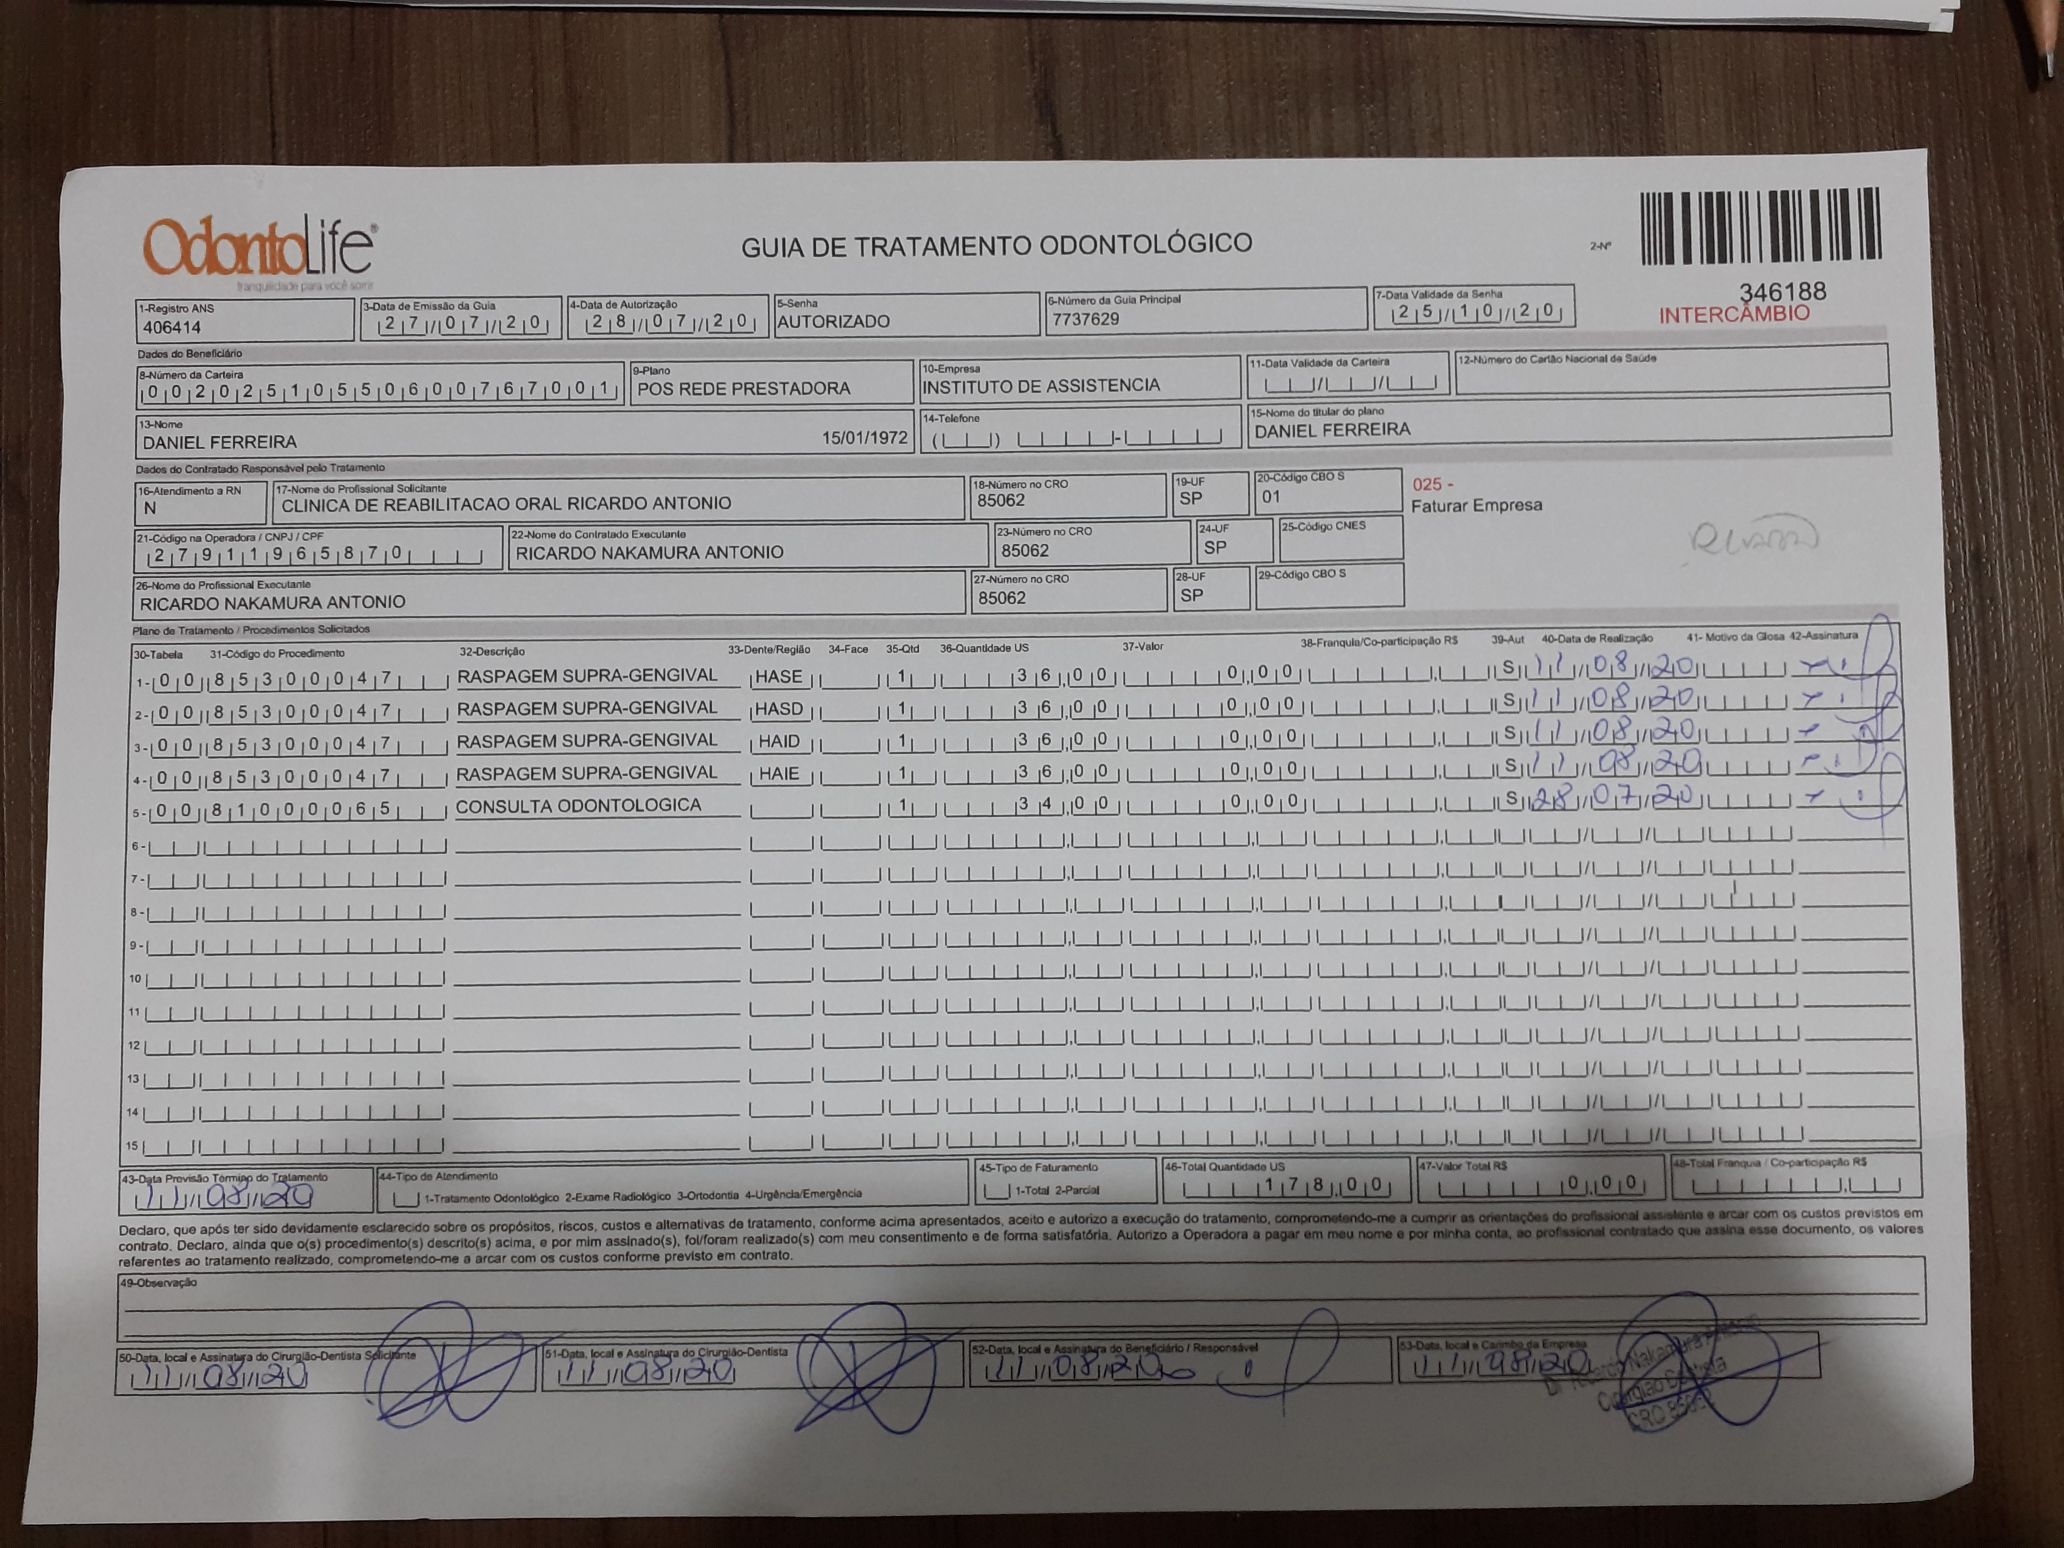 OdontoLife®
tranquilidade para você sorrir
GUIA DE TRATAMENTO ODONTOLÓGICO
2-Nº
346188
INTERCÂMBIO
1-Registro ANS 3-Data de Emissão da Guia 4-Data de Autorização 5-Senha 6-Número da Guia Principal 7-Data Validade da Senha
406414 27/07/20 28/07/20 AUTORIZADO 7737629 25/10/20
Dados do Beneficiário
8-Número da Carteira 9-Plano 10-Empresa 11-Data Validade da Carteira 12-Número do Cartão Nacional de Saúde
00202510550600767001 POS REDE PRESTADORA INSTITUTO DE ASSISTENCIA
13-Nome 14-Telefone 15-Nome do titular do plano
DANIEL FERREIRA 15/01/1972 DANIEL FERREIRA
Dados do Contratado Responsável pelo Tratamento
16-Atendimento a RN 17-Nome do Profissional Solicitante 18-Número no CRO 19-UF 20-Código CBO S
N CLINICA DE REABILITACAO ORAL RICARDO ANTONIO 85062 SP 01
025 -
Faturar Empresa
21-Código na Operadora / CNPJ / CPF 22-Nome do Contratado Executante 23-Número no CRO 24-UF 25-Código CNES
27911965870 RICARDO NAKAMURA ANTONIO 85062 SP
26-Nome do Profissional Executante 27-Número no CRO 28-UF 29-Código CBO S
RICARDO NAKAMURA ANTONIO 85062 SP
Plano de Tratamento / Procedimentos Solicitados
30-Tabela 31-Código do Procedimento 32-Descrição 33-Dente/Região 34-Face 35-Qtd 36-Quantidade US 37-Valor 38-Franquia/Co-participação R$ 39-Aut 40-Data de Realização 41- Motivo da Glosa 42-Assinatura
1- 00 85300047 RASPAGEM SUPRA-GENGIVAL HASE 1 36,00 0,00 S 11/08/20
2- 00 85300047 RASPAGEM SUPRA-GENGIVAL HASD 1 36,00 0,00 S 11/08/20
3- 00 85300047 RASPAGEM SUPRA-GENGIVAL HAID 1 36,00 0,00 S 11/08/20
4- 00 85300047 RASPAGEM SUPRA-GENGIVAL HAIE 1 36,00 0,00 S 11/08/20
5- 00 81000065 CONSULTA ODONTOLOGICA 1 34,00 0,00 S 28/07/20
6-
7-
8-
9-
10
11
12
13
14
15
43-Data Previsão Término do Tratamento 44-Tipo de Atendimento 45-Tipo de Faturamento 46-Total Quantidade US 47-Valor Total R$ 48-Total Franquia / Co-participação R$
11/08/20 1-Tratamento Odontológico 2-Exame Radiológico 3-Ortodontia 4-Urgência/Emergência 1-Total 2-Parcial 178,00 0,00
Declaro, que após ter sido devidamente esclarecido sobre os propósitos, riscos, custos e alternativas de tratamento, conforme acima apresentados, aceito e autorizo a execução do tratamento, comprometendo-me a cumprir as orientações do profissional assistente e arcar com os custos previstos em
contrato. Declaro, ainda que o(s) procedimento(s) descrito(s) acima, e por mim assinado(s), foi/foram realizado(s) com meu consentimento e de forma satisfatória. Autorizo a Operadora a pagar em meu nome e por minha conta, ao profissional contratado que assina esse documento, os valores
referentes ao tratamento realizado, comprometendo-me a arcar com os custos conforme previsto em contrato.
49-Observação
50-Data, local e Assinatura do Cirurgião-Dentista Solicitante 51-Data, local e Assinatura do Cirurgião-Dentista 52-Data, local e Assinatura do Beneficiário / Responsável 53-Data, local e Carimbo da Empresa
11/08/20 11/08/20 11/08/20 11/08/20
Dr. Ricardo Nakamura Antonio
Cirurgião Dentista
CRO 85062